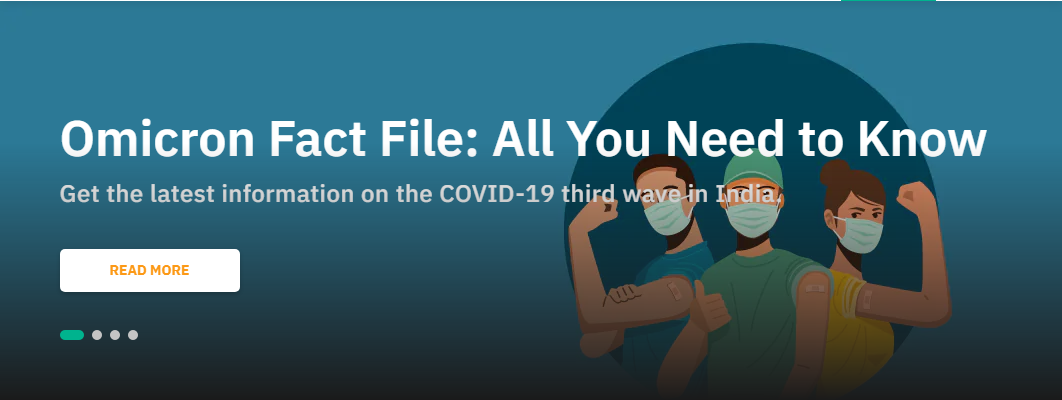 Omicron Fact File: All You Need to Know
Get the latest information on the COVID-19 third wave in India.
READ MORE